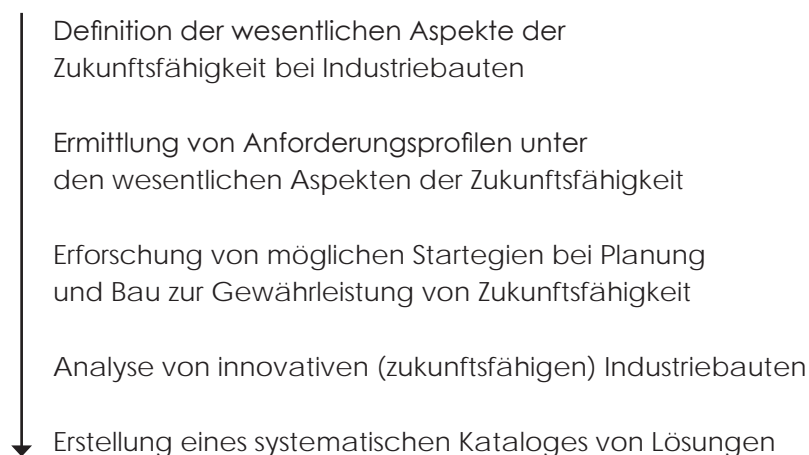 Definition der wesentlichen Aspekte der
Zukunftsfähigkeit bei Industriebauten
Ermittlung von Anforderungsprofilen unter
den wesentlichen Aspekten der Zukunftsfähigkeit
Erforschung von möglichen Startegien bei Planung
und Bau zur Gewährleistung von Zukunftsfähigkeit
Analyse von innovativen (zukunftsfähigen) Industriebauten
Erstellung eines systematischen Kataloges von Lösungen